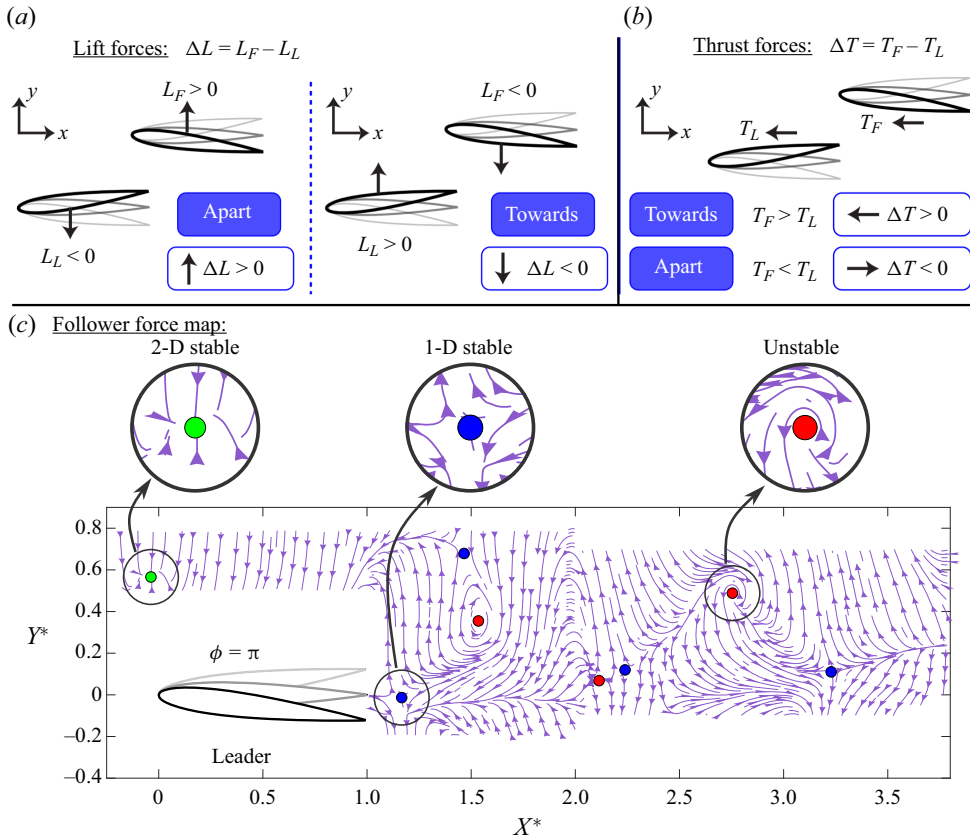 (a)
Lift forces: ΔL = L_F – L_L
y
x
L_F > 0
L_L < 0
Apart
ΔL > 0
y
x
L_F < 0
L_L > 0
Towards
ΔL < 0
(b)
Thrust forces: ΔT = T_F – T_L
y
x
T_L
T_F
Towards T_F > T_L ΔT > 0
Apart T_F < T_L ΔT < 0
(c) Follower force map:
2-D stable 1-D stable Unstable
0.8
0.6
0.4
0.2
0
–0.2
–0.4
Y*
ϕ = π
Leader
0 0.5 1.0 1.5 2.0 2.5 3.0 3.5
X*